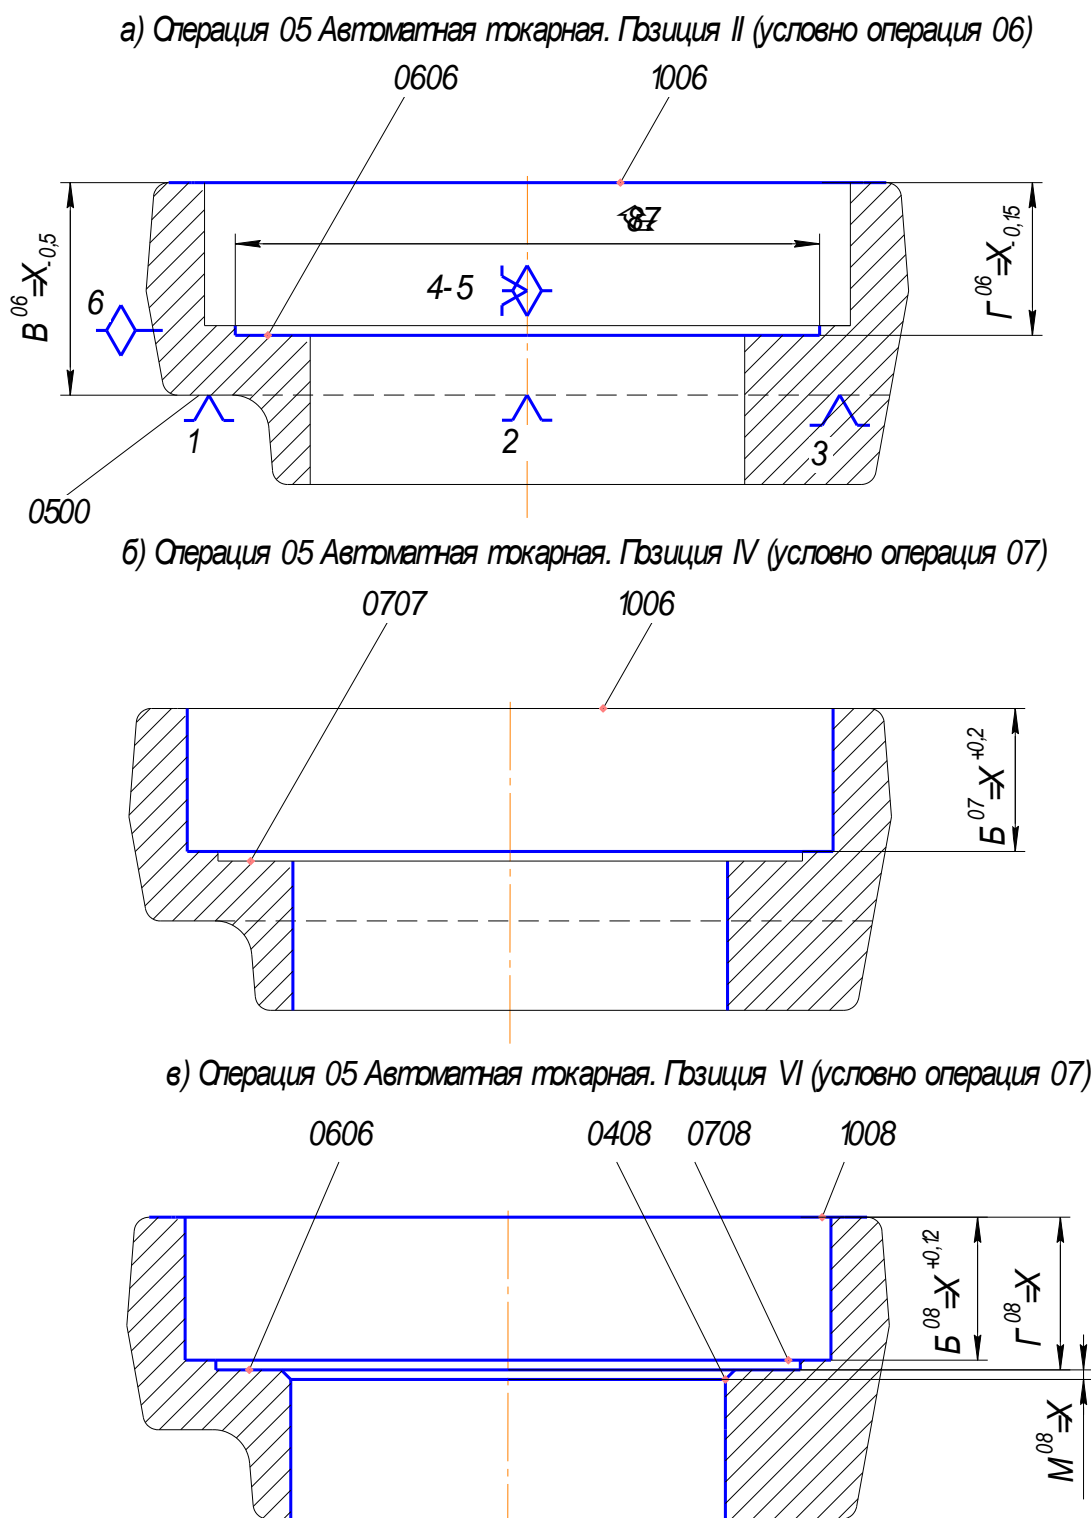 а) Операция 05 Автоматная токарная. Позиция II (условно операция 06)
0606
1006
87
4-5
6
В⁰⁶=X-0,5
Г⁰⁶=X-0,15
1
2
3
0500
б) Операция 05 Автоматная токарная. Позиция IV (условно операция 07)
0707
1006
Б⁰⁷=X+0,2
в) Операция 05 Автоматная токарная. Позиция VI (условно операция 07)
0606
0408
0708
1008
Б⁰⁸=X+0,12
Г⁰⁸=X
М⁰⁸=X